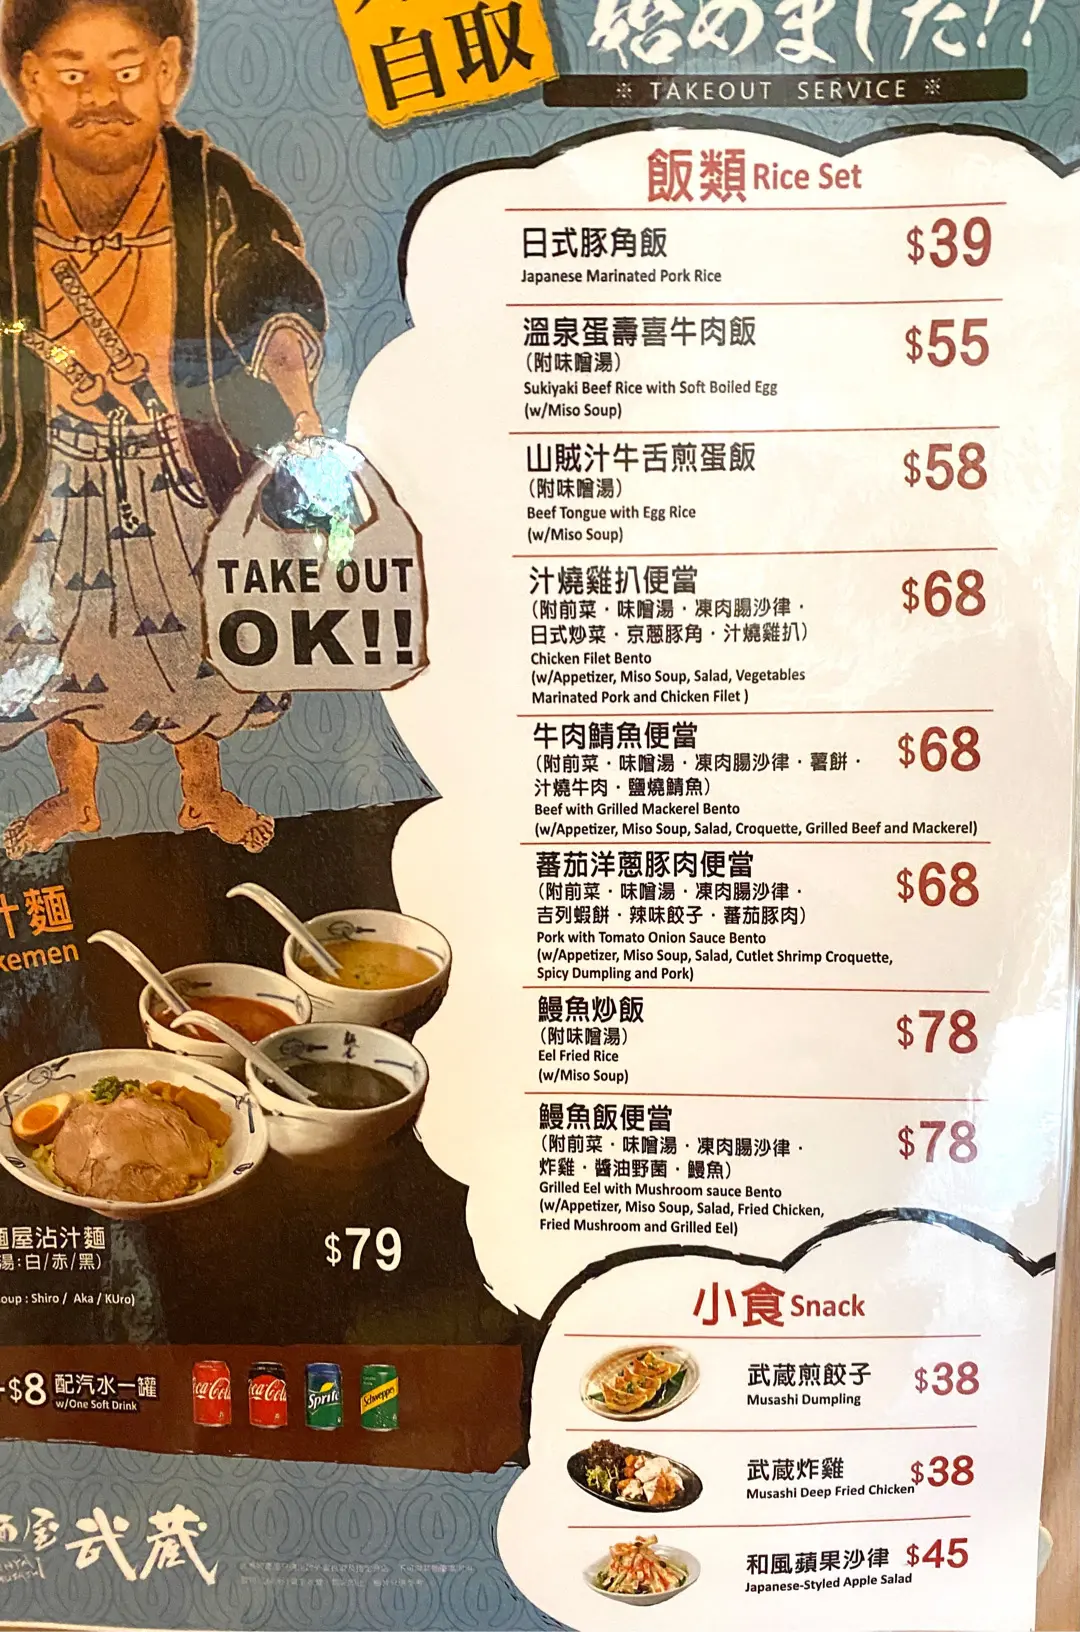 自取
始めました!!
※ TAKEOUT SERVICE ※
飯類 Rice Set
日式豚角飯 $39
Japanese Marinated Pork Rice
溫泉蛋壽喜牛肉飯 $55
(附味噌湯)
Sukiyaki Beef Rice with Soft Boiled Egg
(w/Miso Soup)
山賊汁牛舌煎蛋飯 $58
(附味噌湯)
Beef Tongue with Egg Rice
(w/Miso Soup)
汁燒雞扒便當 $68
(附前菜・味噌湯・凍肉腸沙律・
日式炒菜・京蔥豚角・汁燒雞扒)
Chicken Filet Bento
(w/Appetizer, Miso Soup, Salad, Vegetables
Marinated Pork and Chicken Filet )
牛肉鯖魚便當 $68
(附前菜・味噌湯・凍肉腸沙律・薯餅・
汁燒牛肉・鹽燒鯖魚)
Beef with Grilled Mackerel Bento
(w/Appetizer, Miso Soup, Salad, Croquette, Grilled Beef and Mackerel)
蕃茄洋蔥豚肉便當 $68
(附前菜・味噌湯・凍肉腸沙律・
吉列蝦餅・辣味餃子・蕃茄豚肉)
Pork with Tomato Onion Sauce Bento
(w/Appetizer, Miso Soup, Salad, Cutlet Shrimp Croquette,
Spicy Dumpling and Pork)
鰻魚炒飯 $78
(附味噌湯)
Eel Fried Rice
(w/Miso Soup)
鰻魚飯便當 $78
(附前菜・味噌湯・凍肉腸沙律・
炸雞・醬油野菌・鰻魚)
Grilled Eel with Mushroom sauce Bento
(w/Appetizer, Miso Soup, Salad, Fried Chicken,
Fried Mushroom and Grilled Eel)
小食 Snack
武蔵煎餃子 $38
Musashi Dumpling
武蔵炸雞 $38
Musashi Deep Fried Chicken
和風蘋果沙律 $45
Japanese-Styled Apple Salad
TAKE OUT
OK!!
汁麵
kemen
麵屋沾汁麵 $79
湯:白/赤/黑)
oup : Shiro / Aka / KUro)
+$8 配汽水一罐
w/One Soft Drink
Coca-Cola
Coca-Cola
Sprite
Schweppes
屋 武蔵